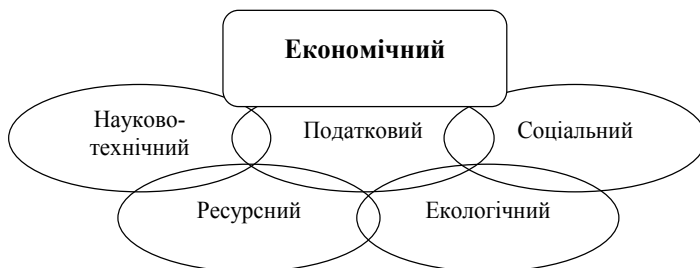 Економічний
Науково-
технічний
Податковий
Соціальний
Ресурсний
Екологічний